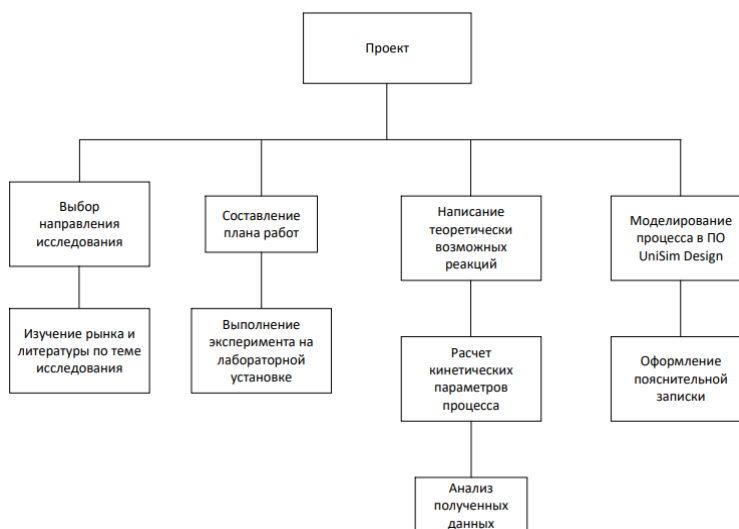 Проект
Выбор
направления
исследования
Составление
плана работ
Написание
теоретически
возможных
реакций
Моделирование
процесса в ПО
UniSim Design
Изучение рынка и
литературы по теме
исследования
Выполнение
эксперимента на
лабораторной
установке
Расчет
кинетических
параметров
процесса
Оформление
пояснительной
записки
Анализ
полученных
данных